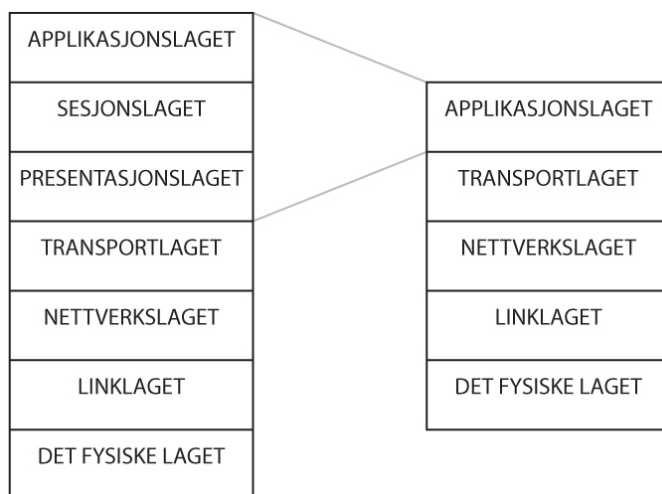 APPLIKASJONSLAGET
SESJONSLAGET
PRESENTASJONSLAGET
TRANSPORTLAGET
NETTVERKSLAGET
LINKLAGET
DET FYSISKE LAGET
APPLIKASJONSLAGET
TRANSPORTLAGET
NETTVERKSLAGET
LINKLAGET
DET FYSISKE LAGET